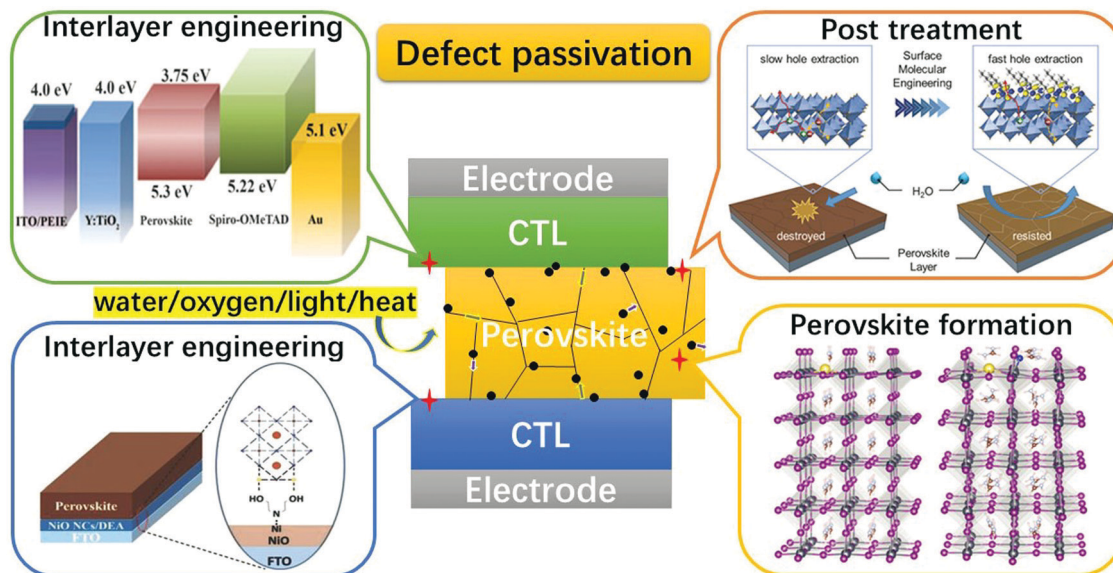 Interlayer engineering
4.0 eV
4.0 eV
3.75 eV
5.1 eV
5.3 eV
5.22 eV
ITO/PEIE
Y:TiO₂
Perovskite
Spiro-OMeTAD
Au
Defect passivation
Post treatment
slow hole extraction
Surface
Molecular
Engineering
fast hole extraction
H₂O
destroyed
resisted
Perovskite
Layer
Electrode
CTL
water/oxygen/light/heat
Perovskite
CTL
Electrode
Interlayer engineering
Perovskite
NiO NCs/DEA
FTO
HO
OH
N
Ni
NiO
FTO
Perovskite formation